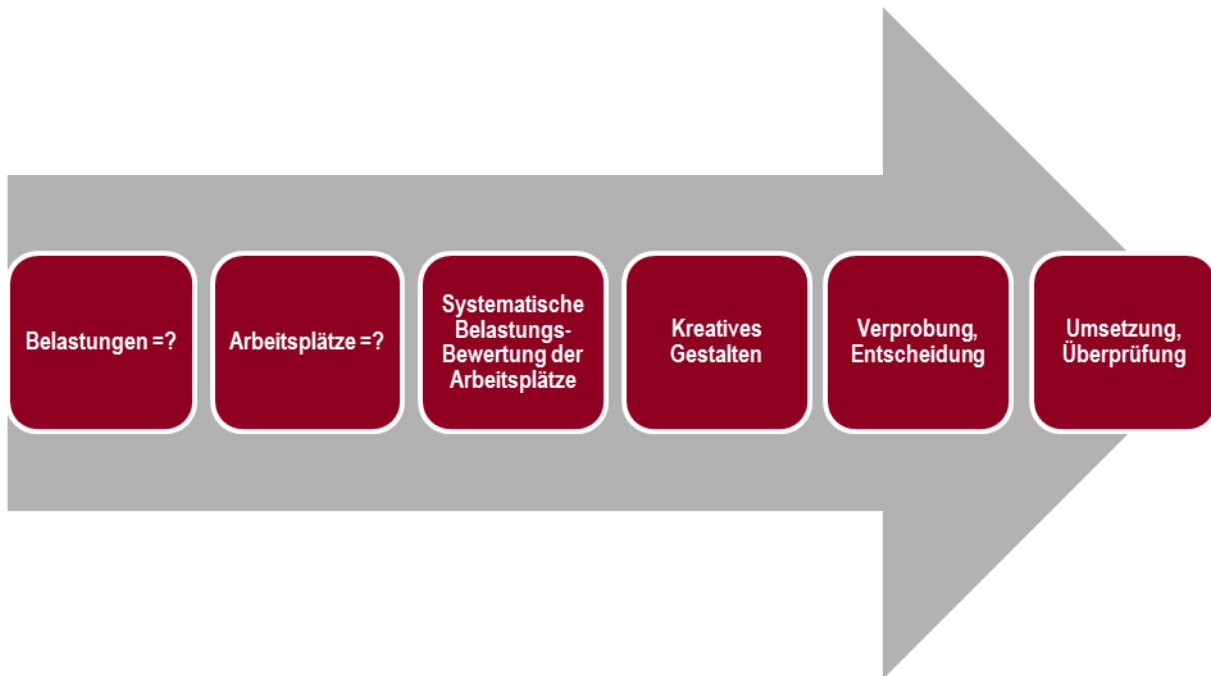 Belastungen =?
Arbeitsplätze =?
Systematische
Belastungs-
Bewertung der
Arbeitsplätze
Kreatives
Gestalten
Verprobung,
Entscheidung
Umsetzung,
Überprüfung